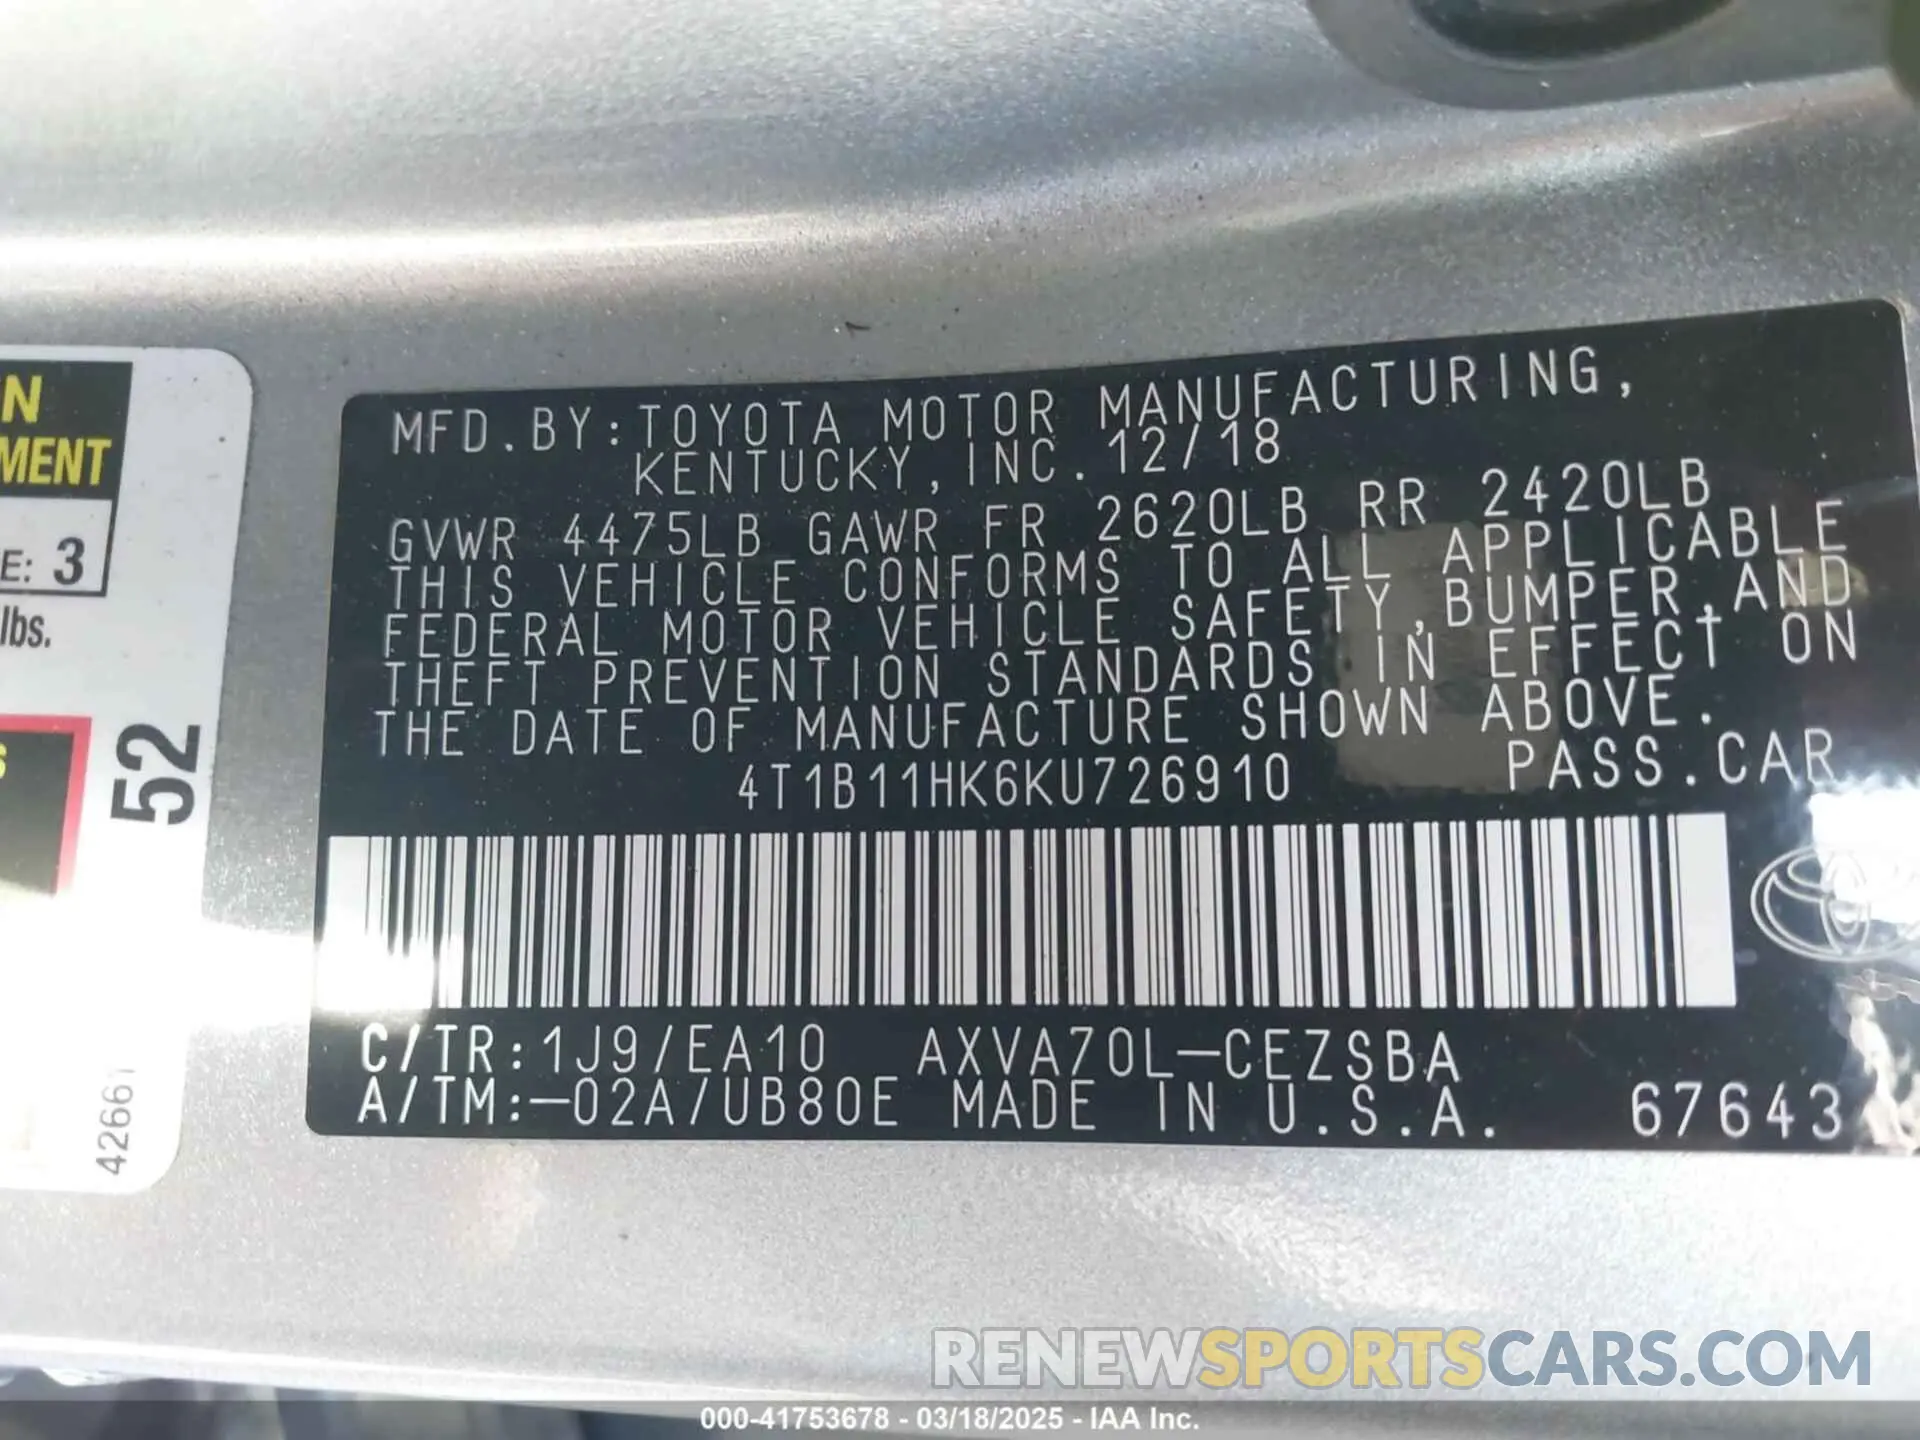 N
MENT
E: 3
lbs.
S
52
42661
MFD.BY:TOYOTA MOTOR MANUFACTURING,
KENTUCKY,INC.12/18
GVWR 4475LB GAWR FR 2620LB RR 2420LB
THIS VEHICLE CONFORMS TO ALL APPLICABLE
FEDERAL MOTOR VEHICLE SAFETY,BUMPER,AND
THEFT PREVENTION STANDARDS IN EFFECT ON
THE DATE OF MANUFACTURE SHOWN ABOVE.
4T1B11HK6KU726910 PASS.CAR
C/TR:1J9/EA10 AXVA70L-CEZSBA
A/TM:-02A/UB80E MADE IN U.S.A. 67643
RENEWSPORTSCARS.COM
000-41753678 - 03/18/2025 - IAA Inc.